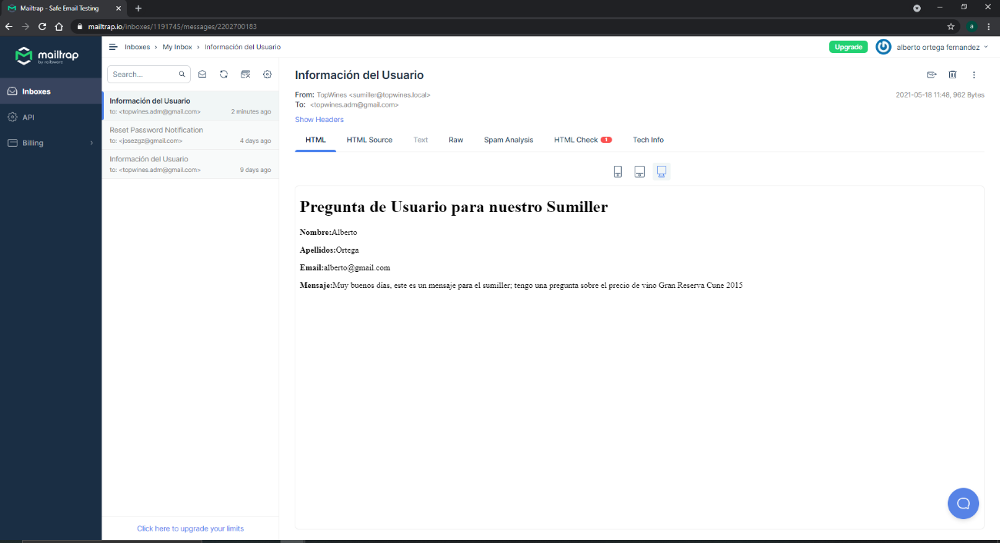 Mailtrap - Safe Email Testing
mailtrap.io/inboxes/1191745/messages/2202700183
a
mailtrap
by railsware
Inboxes
API
Billing
Inboxes › My Inbox › Información del Usuario
Upgrade
alberto ortega fernandez
Search...
Información del Usuario
to: <topwines.adm@gmail.com> 2 minutes ago
Reset Password Notification
to: <josezgz@gmail.com> 4 days ago
Información del Usuario
to: <topwines.adm@gmail.com> 9 days ago
Click here to upgrade your limits
Información del Usuario
From: TopWines <sumiller@topwines.local>
2021-05-18 11:48, 962 Bytes
To: <topwines.adm@gmail.com>
Show Headers
HTML HTML Source Text Raw Spam Analysis HTML Check 1 Tech Info
Pregunta de Usuario para nuestro Sumiller
Nombre:Alberto
Apellidos:Ortega
Email:alberto@gmail.com
Mensaje:Muy buenos días, este es un mensaje para el sumiller; tengo una pregunta sobre el precio de vino Gran Reserva Cune 2015